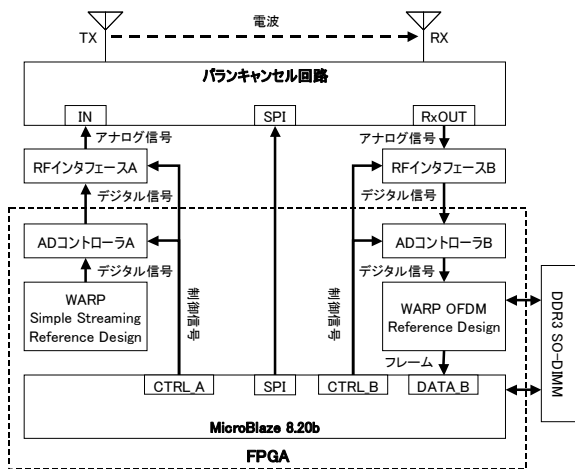 電波
TX
RX
バランキャンセル回路
IN
SPI
RxOUT
アナログ信号
アナログ信号
RFインタフェースA
RFインタフェースB
デジタル信号
デジタル信号
ADコントローラA
ADコントローラB
デジタル信号
デジタル信号
WARP
Simple Streaming
Reference Design
制御信号
制御信号
WARP OFDM
Reference Design
DDR3 SO-DIMM
フレーム
CTRL_A
SPI
CTRL_B
DATA_B
MicroBlaze 8.20b
FPGA